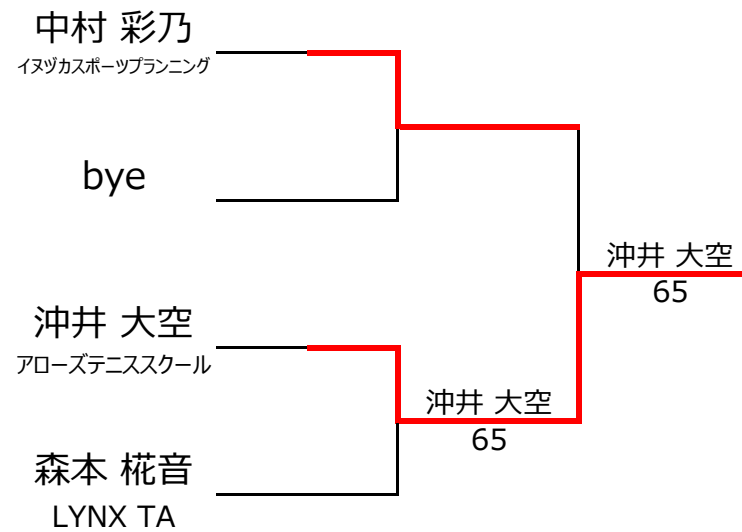 中村 彩乃
イヌヅカスポーツプランニング
bye
沖井 大空
65
沖井 大空
アローズテニススクール
沖井 大空
65
森本 椛音
LYNX TA